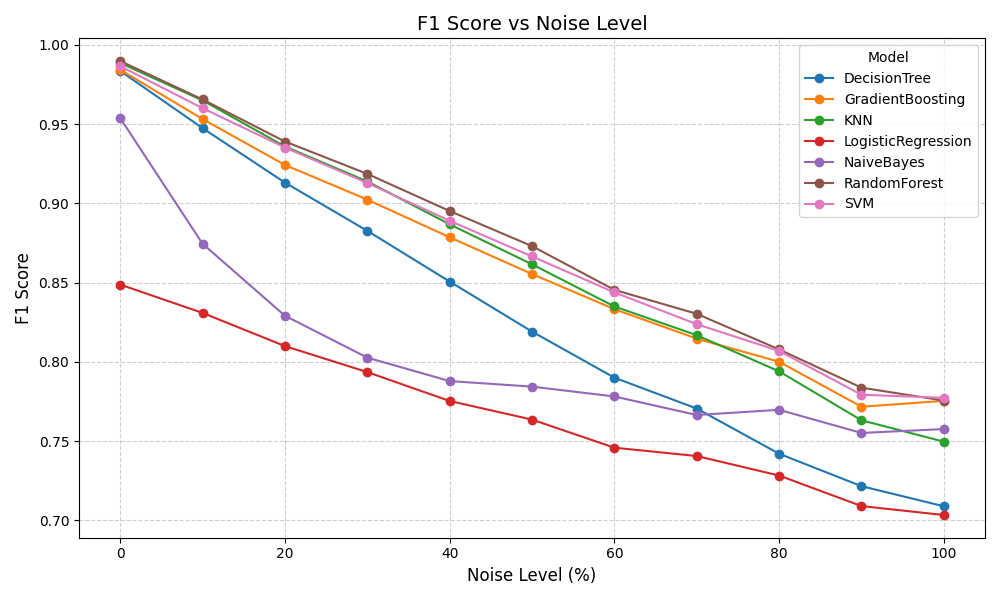 F1 Score vs Noise Level
1.00
0.95
0.90
0.85
0.80
0.75
0.70
F1 Score
Model
DecisionTree
GradientBoosting
KNN
LogisticRegression
NaiveBayes
RandomForest
SVM
0 20 40 60 80 100
Noise Level (%)